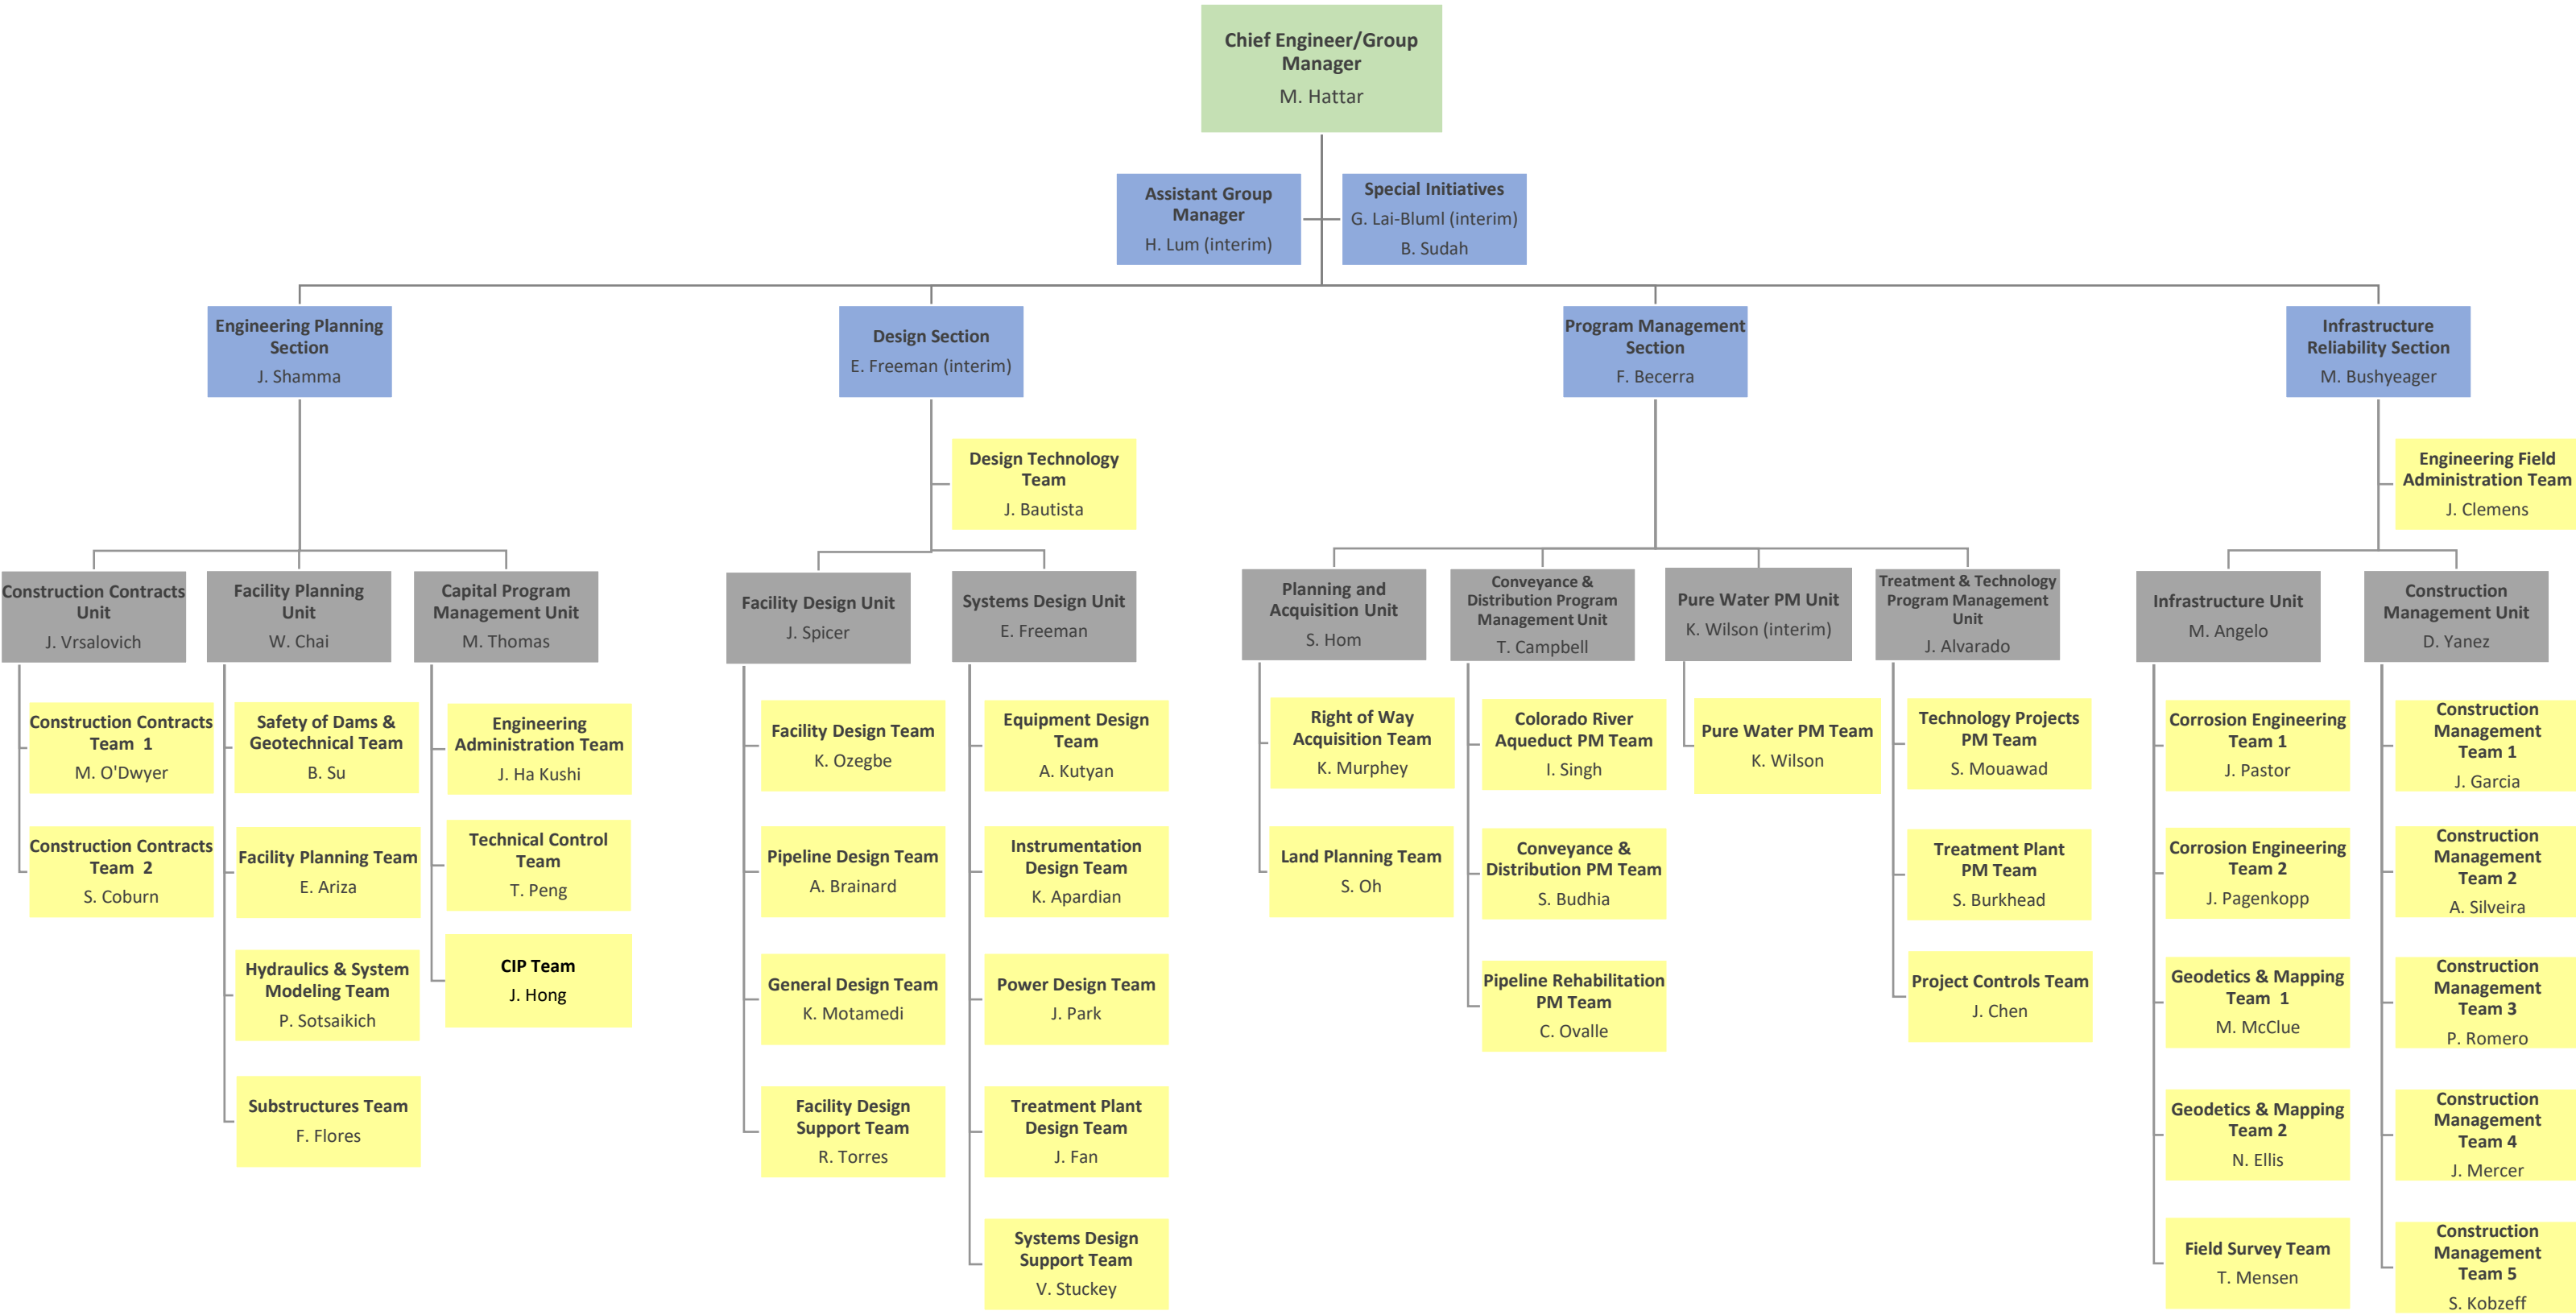 Chief Engineer/Group
Manager
M. Hattar
Assistant Group
Manager
H. Lum (interim)
Special Initiatives
G. Lai-Bluml (interim)
B. Sudah
Engineering Planning
Section
J. Shamma
Design Section
E. Freeman (interim)
Program Management
Section
F. Becerra
Infrastructure
Reliability Section
M. Bushyeager
Design Technology
Team
J. Bautista
Engineering Field
Administration Team
J. Clemens
Construction Contracts
Unit
J. Vrsalovich
Facility Planning
Unit
W. Chai
Capital Program
Management Unit
M. Thomas
Facility Design Unit
J. Spicer
Systems Design Unit
E. Freeman
Planning and
Acquisition Unit
S. Hom
Conveyance &
Distribution Program
Management Unit
T. Campbell
Pure Water PM Unit
K. Wilson (interim)
Treatment & Technology
Program Management
Unit
J. Alvarado
Infrastructure Unit
M. Angelo
Construction
Management Unit
D. Yanez
Construction Contracts
Team 1
M. O'Dwyer
Construction Contracts
Team 2
S. Coburn
Safety of Dams &
Geotechnical Team
B. Su
Facility Planning Team
E. Ariza
Hydraulics & System
Modeling Team
P. Sotsaikich
Substructures Team
F. Flores
Engineering
Administration Team
J. Ha Kushi
Technical Control
Team
T. Peng
CIP Team
J. Hong
Facility Design Team
K. Ozegbe
Pipeline Design Team
A. Brainard
General Design Team
K. Motamedi
Facility Design
Support Team
R. Torres
Equipment Design
Team
A. Kutyan
Instrumentation
Design Team
K. Apardian
Power Design Team
J. Park
Treatment Plant
Design Team
J. Fan
Systems Design
Support Team
V. Stuckey
Right of Way
Acquisition Team
K. Murphey
Land Planning Team
S. Oh
Colorado River
Aqueduct PM Team
I. Singh
Conveyance &
Distribution PM Team
S. Budhia
Pipeline Rehabilitation
PM Team
C. Ovalle
Pure Water PM Team
K. Wilson
Technology Projects
PM Team
S. Mouawad
Treatment Plant
PM Team
S. Burkhead
Project Controls Team
J. Chen
Corrosion Engineering
Team 1
J. Pastor
Corrosion Engineering
Team 2
J. Pagenkopp
Geodetics & Mapping
Team 1
M. McClue
Geodetics & Mapping
Team 2
N. Ellis
Field Survey Team
T. Mensen
Construction
Management
Team 1
J. Garcia
Construction
Management
Team 2
A. Silveira
Construction
Management
Team 3
P. Romero
Construction
Management
Team 4
J. Mercer
Construction
Management
Team 5
S. Kobzeff